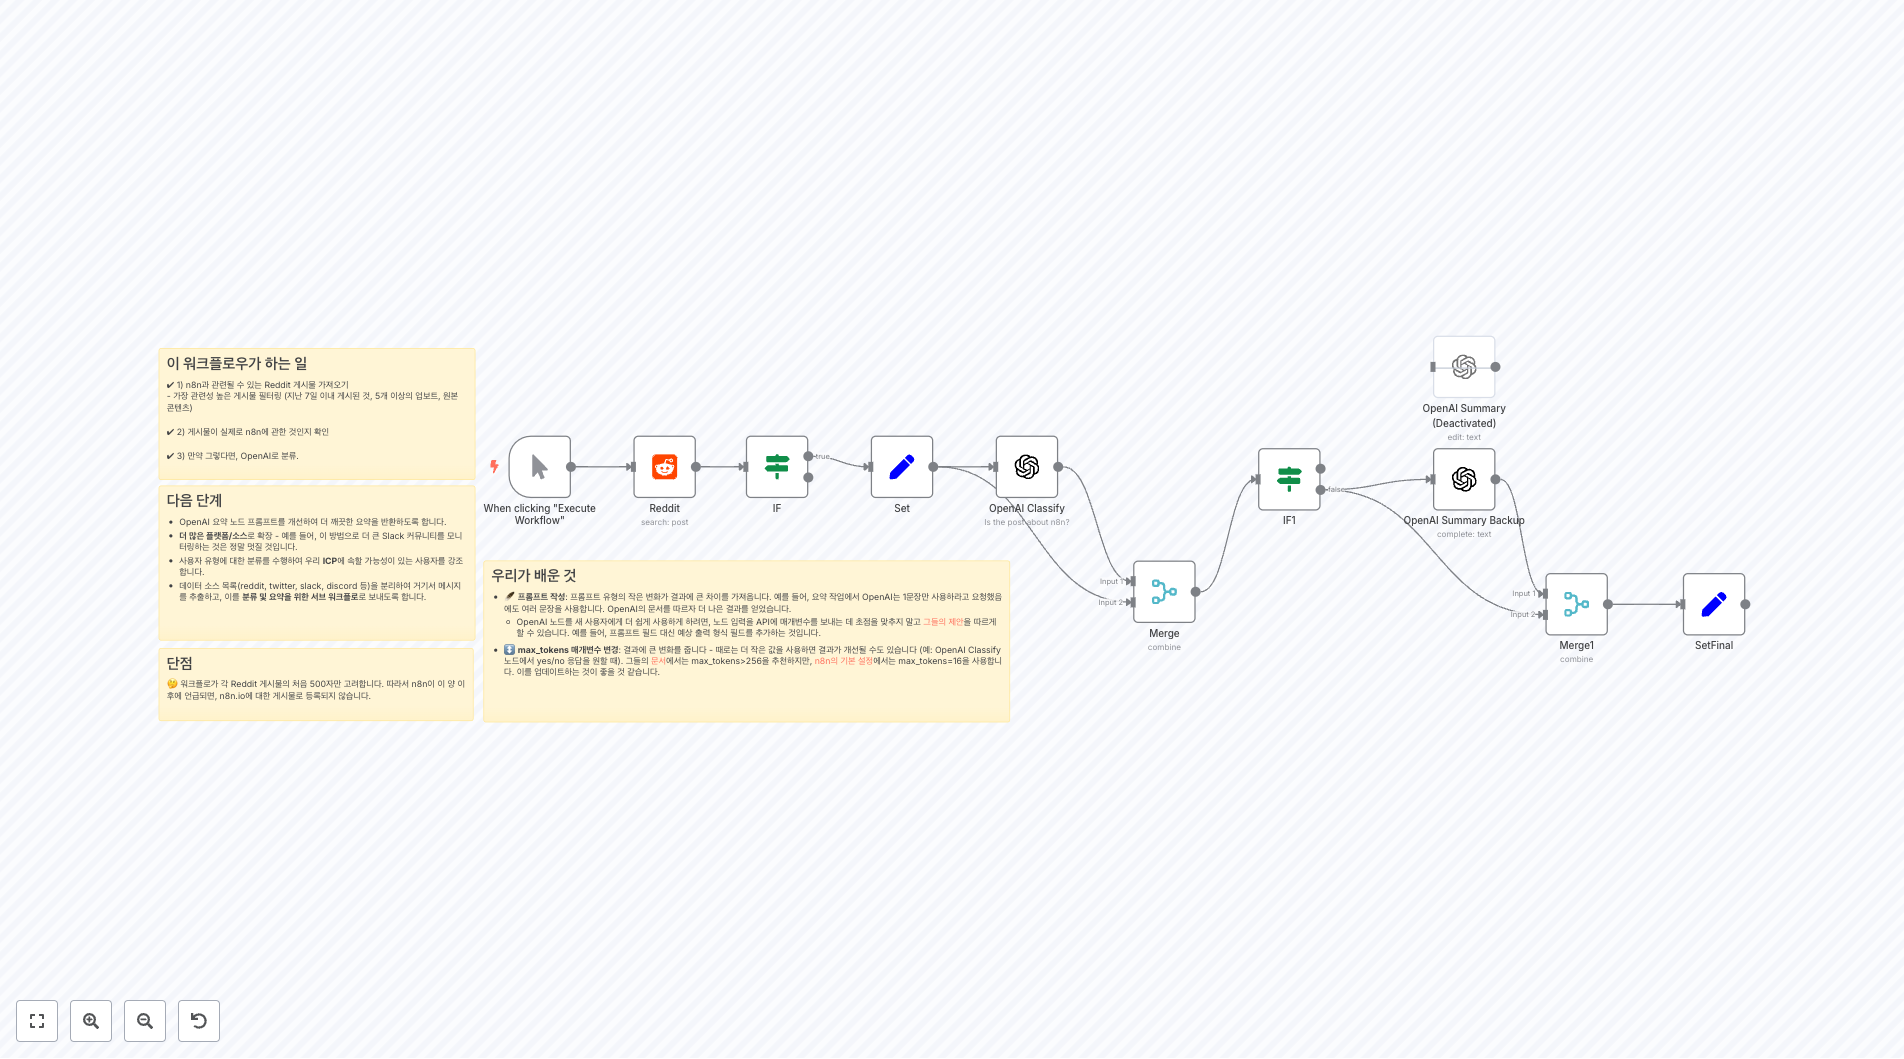 이 워크플로우가 하는 일
✔ 1) n8n과 관련될 수 있는 Reddit 게시물 가져오기
- 가장 관련성 높은 게시물 필터링 (지난 7일 이내 게시된 것, 5개 이상의 업보트, 원본
콘텐츠)
✔ 2) 게시물이 실제로 n8n에 관한 것인지 확인
✔ 3) 만약 그렇다면, OpenAI로 분류.
다음 단계
• OpenAI 요약 노드 프롬프트를 개선하여 더 깨끗한 요약을 반환하도록 합니다.
• 더 많은 플랫폼/소스로 확장 - 예를 들어, 이 방법으로 더 큰 Slack 커뮤니티를 모니
터링하는 것은 정말 멋질 것입니다.
• 사용자 유형에 대한 분류를 수행하여 우리 ICP에 속할 가능성이 있는 사용자를 강조
합니다.
• 데이터 소스 목록(reddit, twitter, slack, discord 등)을 분리하여 거기서 메시지
를 추출하고, 이를 분류 및 요약을 위한 서브 워크플로로 보내도록 합니다.
단점
🤔 워크플로가 각 Reddit 게시물의 처음 500자만 고려합니다. 따라서 n8n이 이 양 이
후에 언급되면, n8n.io에 대한 게시물로 등록되지 않습니다.
When clicking "Execute
Workflow"
Reddit
search: post
IF
true
Set
OpenAI Classify
Is the post about n8n?
우리가 배운 것
• 🪶 프롬프트 작성: 프롬프트 유형의 작은 변화가 결과에 큰 차이를 가져옵니다. 예를 들어, 요약 작업에서 OpenAI는 1문장만 사용하라고 요청했음
에도 여러 문장을 사용합니다. OpenAI의 문서를 따르자 더 나은 결과를 얻었습니다.
○ OpenAI 노드를 새 사용자에게 더 쉽게 사용하게 하려면, 노드 입력을 API에 매개변수를 보내는 데 초점을 맞추지 말고 그들의 제안을 따르게
할 수 있습니다. 예를 들어, 프롬프트 필드 대신 예상 출력 형식 필드를 추가하는 것입니다.
• ↕️ max_tokens 매개변수 변경: 결과에 큰 변화를 줍니다 - 때로는 더 작은 값을 사용하면 결과가 개선될 수도 있습니다 (예: OpenAI Classify
노드에서 yes/no 응답을 원할 때). 그들의 문서에서는 max_tokens>256을 추천하지만, n8n의 기본 설정에서는 max_tokens=16을 사용합니
다. 이를 업데이트하는 것이 좋을 것 같습니다.
Input 1
Input 2
Merge
combine
IF1
false
OpenAI Summary
(Deactivated)
edit: text
OpenAI Summary Backup
complete: text
Input 1
Input 2
Merge1
combine
SetFinal